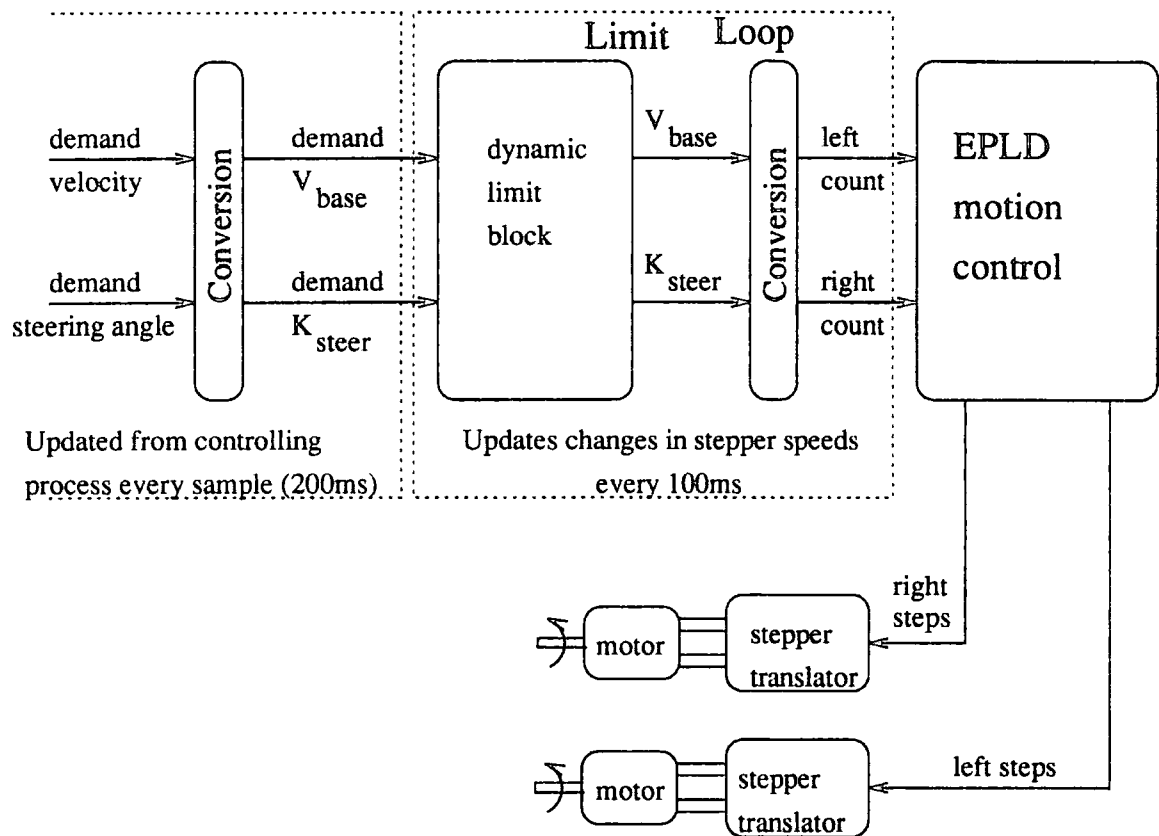 Limit Loop
demand
velocity
demand
steering angle
Conversion
demand
V base
demand
K steer
dynamic
limit
block
V base
K steer
Conversion
left
count
right
count
EPLD
motion
control
Updated from controlling
process every sample (200ms)
Updates changes in stepper speeds
every 100ms
right
steps
motor
stepper
translator
left steps
motor
stepper
translator